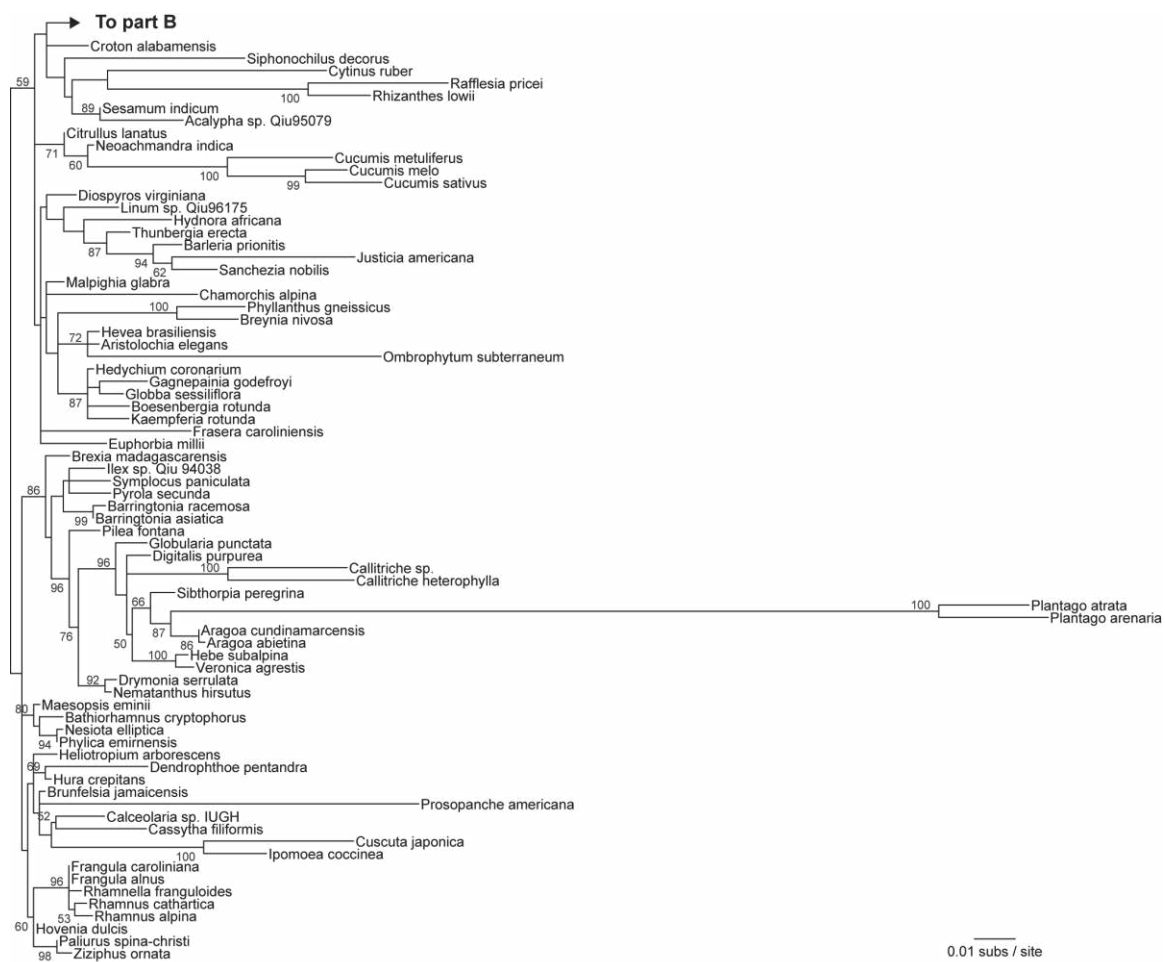 To part B
Croton alabamensis
Siphonochilus decorus
Cytinus ruber
59
Rafflesia pricei
100
Rhizanthes lowii
89
Sesamum indicum
Acalypha sp. Qiu95079
Citrullus lanatus
Neoachmandra indica
71
Cucumis metuliferus
60
Cucumis melo
100
99
Cucumis sativus
Diospyros virginiana
Linum sp. Qiu96175
Hydnora africana
Thunbergia erecta
87
Barleria prionitis
Justicia americana
94
62
Sanchezia nobilis
Malpighia glabra
Chamorchis alpina
100
Phyllanthus gneissicus
Breynia nivosa
72
Hevea brasiliensis
Aristolochia elegans
Ombrophytum subterraneum
Hedychium coronarium
Gagnepainia godefroyi
Globba sessiliflora
87
Boesenbergia rotunda
Kaempferia rotunda
Frasera caroliniensis
Euphorbia millii
Brexia madagascarensis
Ilex sp. Qiu 94038
Symplocus paniculata
86
Pyrola secunda
Barringtonia racemosa
99
Barringtonia asiatica
Pilea fontana
Globularia punctata
96
Digitalis purpurea
100
Callitriche sp.
96
Callitriche heterophylla
Sibthorpia peregrina
66
100
Plantago atrata
Plantago arenaria
76
87
Aragoa cundinamarcensis
50
86
Aragoa abietina
100
Hebe subalpina
Veronica agrestis
92
Drymonia serrulata
Nematanthus hirsutus
80
Maesopsis eminii
Bathiorhamnus cryptophorus
Nesiota elliptica
94
Phylica emirnensis
Heliotropium arborescens
69
Dendrophthoe pentandra
Hura crepitans
Brunfelsia jamaicensis
Prosopanche americana
52
Calceolaria sp. IUGH
Cassytha filiformis
Cuscuta japonica
100
Ipomoea coccinea
Frangula caroliniana
96
Frangula alnus
Rhamnella franguloides
Rhamnus cathartica
53
Rhamnus alpina
60
Hovenia dulcis
Paliurus spina-christi
98
Ziziphus ornata
0.01 subs / site